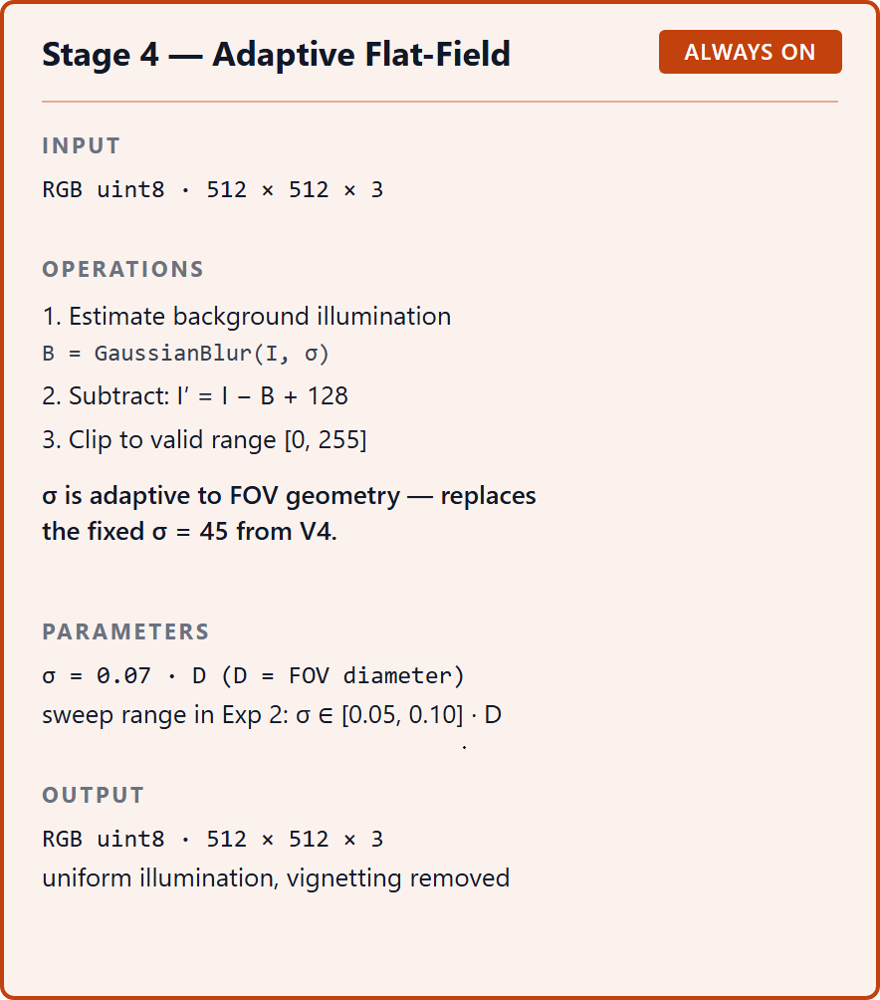 Stage 4 — Adaptive Flat-Field
ALWAYS ON
INPUT
RGB uint8 · 512 × 512 × 3
OPERATIONS
1. Estimate background illumination
B = GaussianBlur(I, σ)
2. Subtract: I′ = I − B + 128
3. Clip to valid range [0, 255]
σ is adaptive to FOV geometry — replaces
the fixed σ = 45 from V4.
PARAMETERS
σ = 0.07 · D (D = FOV diameter)
sweep range in Exp 2: σ ∈ [0.05, 0.10] · D
.
OUTPUT
RGB uint8 · 512 × 512 × 3
uniform illumination, vignetting removed